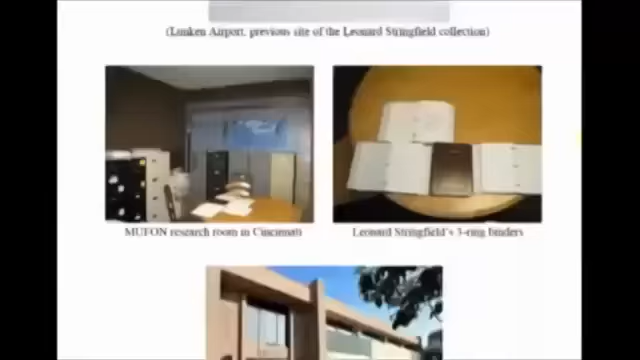 (Lunken Airport, previous site of the Leonard Stringfield collection)
MUFON research room in Cincinnati
Leonard Stringfield's 3-ring binders